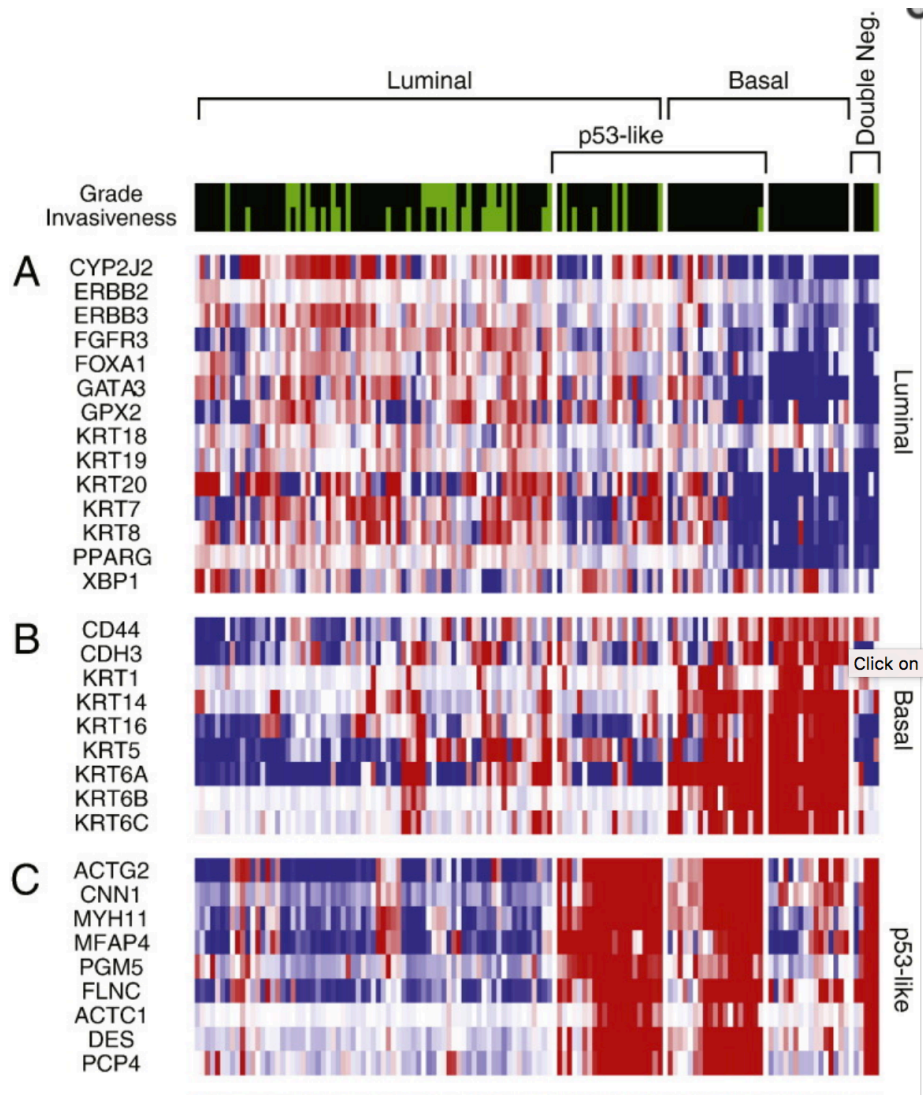 Luminal
Basal
Double Neg.
p53-like
Grade
Invasiveness
A
CYP2J2
ERBB2
ERBB3
FGFR3
FOXA1
GATA3
GPX2
KRT18
KRT19
KRT20
KRT7
KRT8
PPARG
XBP1
Luminal
B
CD44
CDH3
KRT1
KRT14
KRT16
KRT5
KRT6A
KRT6B
KRT6C
Click on
Basal
C
ACTG2
CNN1
MYH11
MFAP4
PGM5
FLNC
ACTC1
DES
PCP4
p53-like